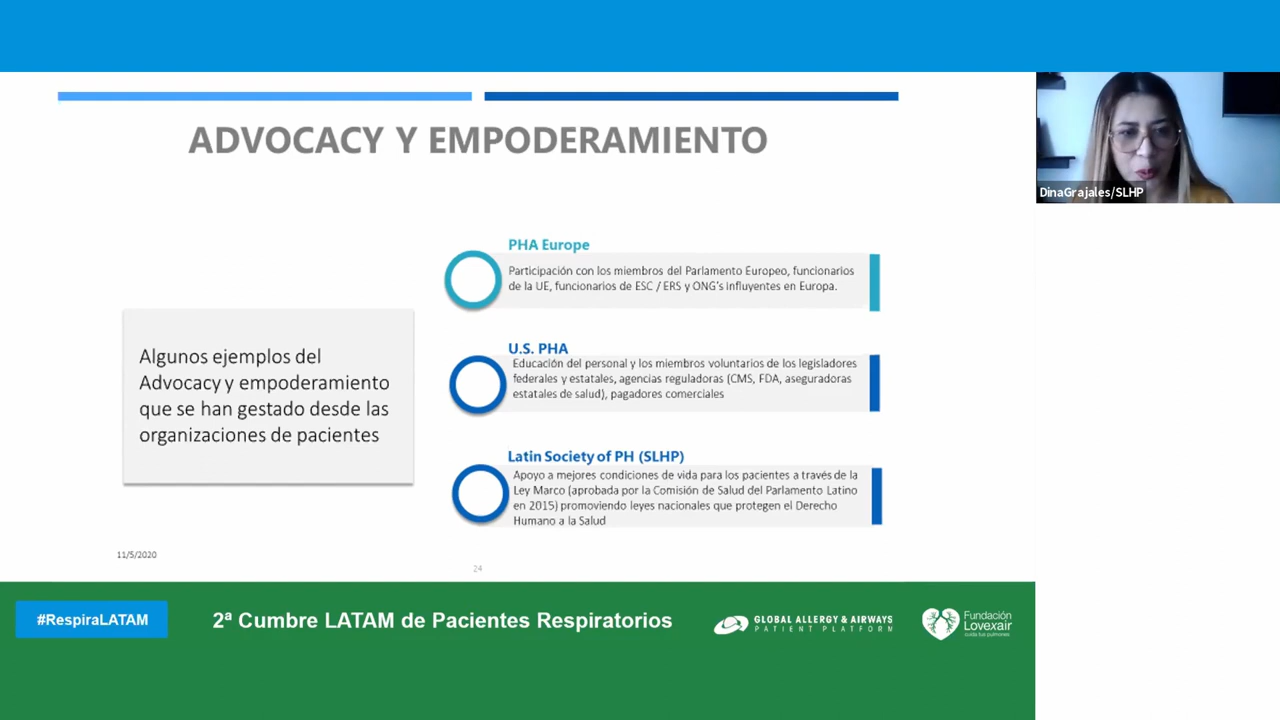 ADVOCACY Y EMPODERAMIENTO
DinaGrajales/SLHP
Algunos ejemplos del
Advocacy y empoderamiento
que se han gestado desde las
organizaciones de pacientes
PHA Europe
Participación con los miembros del Parlamento Europeo, funcionarios
de la UE, funcionarios de ESC / ERS y ONG's influyentes en Europa.
U.S. PHA
Educación del personal y los miembros voluntarios de los legisladores
federales y estatales, agencias reguladoras (CMS, FDA, aseguradoras
estatales de salud), pagadores comerciales
Latin Society of PH (SLHP)
Apoyo a mejores condiciones de vida para los pacientes a través de la
Ley Marco (aprobada por la Comisión de Salud del Parlamento Latino
en 2015) promoviendo leyes nacionales que protegen el Derecho
Humano a la Salud
11/5/2020
24
#RespiraLATAM
2ª Cumbre LATAM de Pacientes Respiratorios
GLOBAL ALLERGY & AIRWAYS
PATIENT PLATFORM
Fundación
Lovexair
cuida tus pulmones